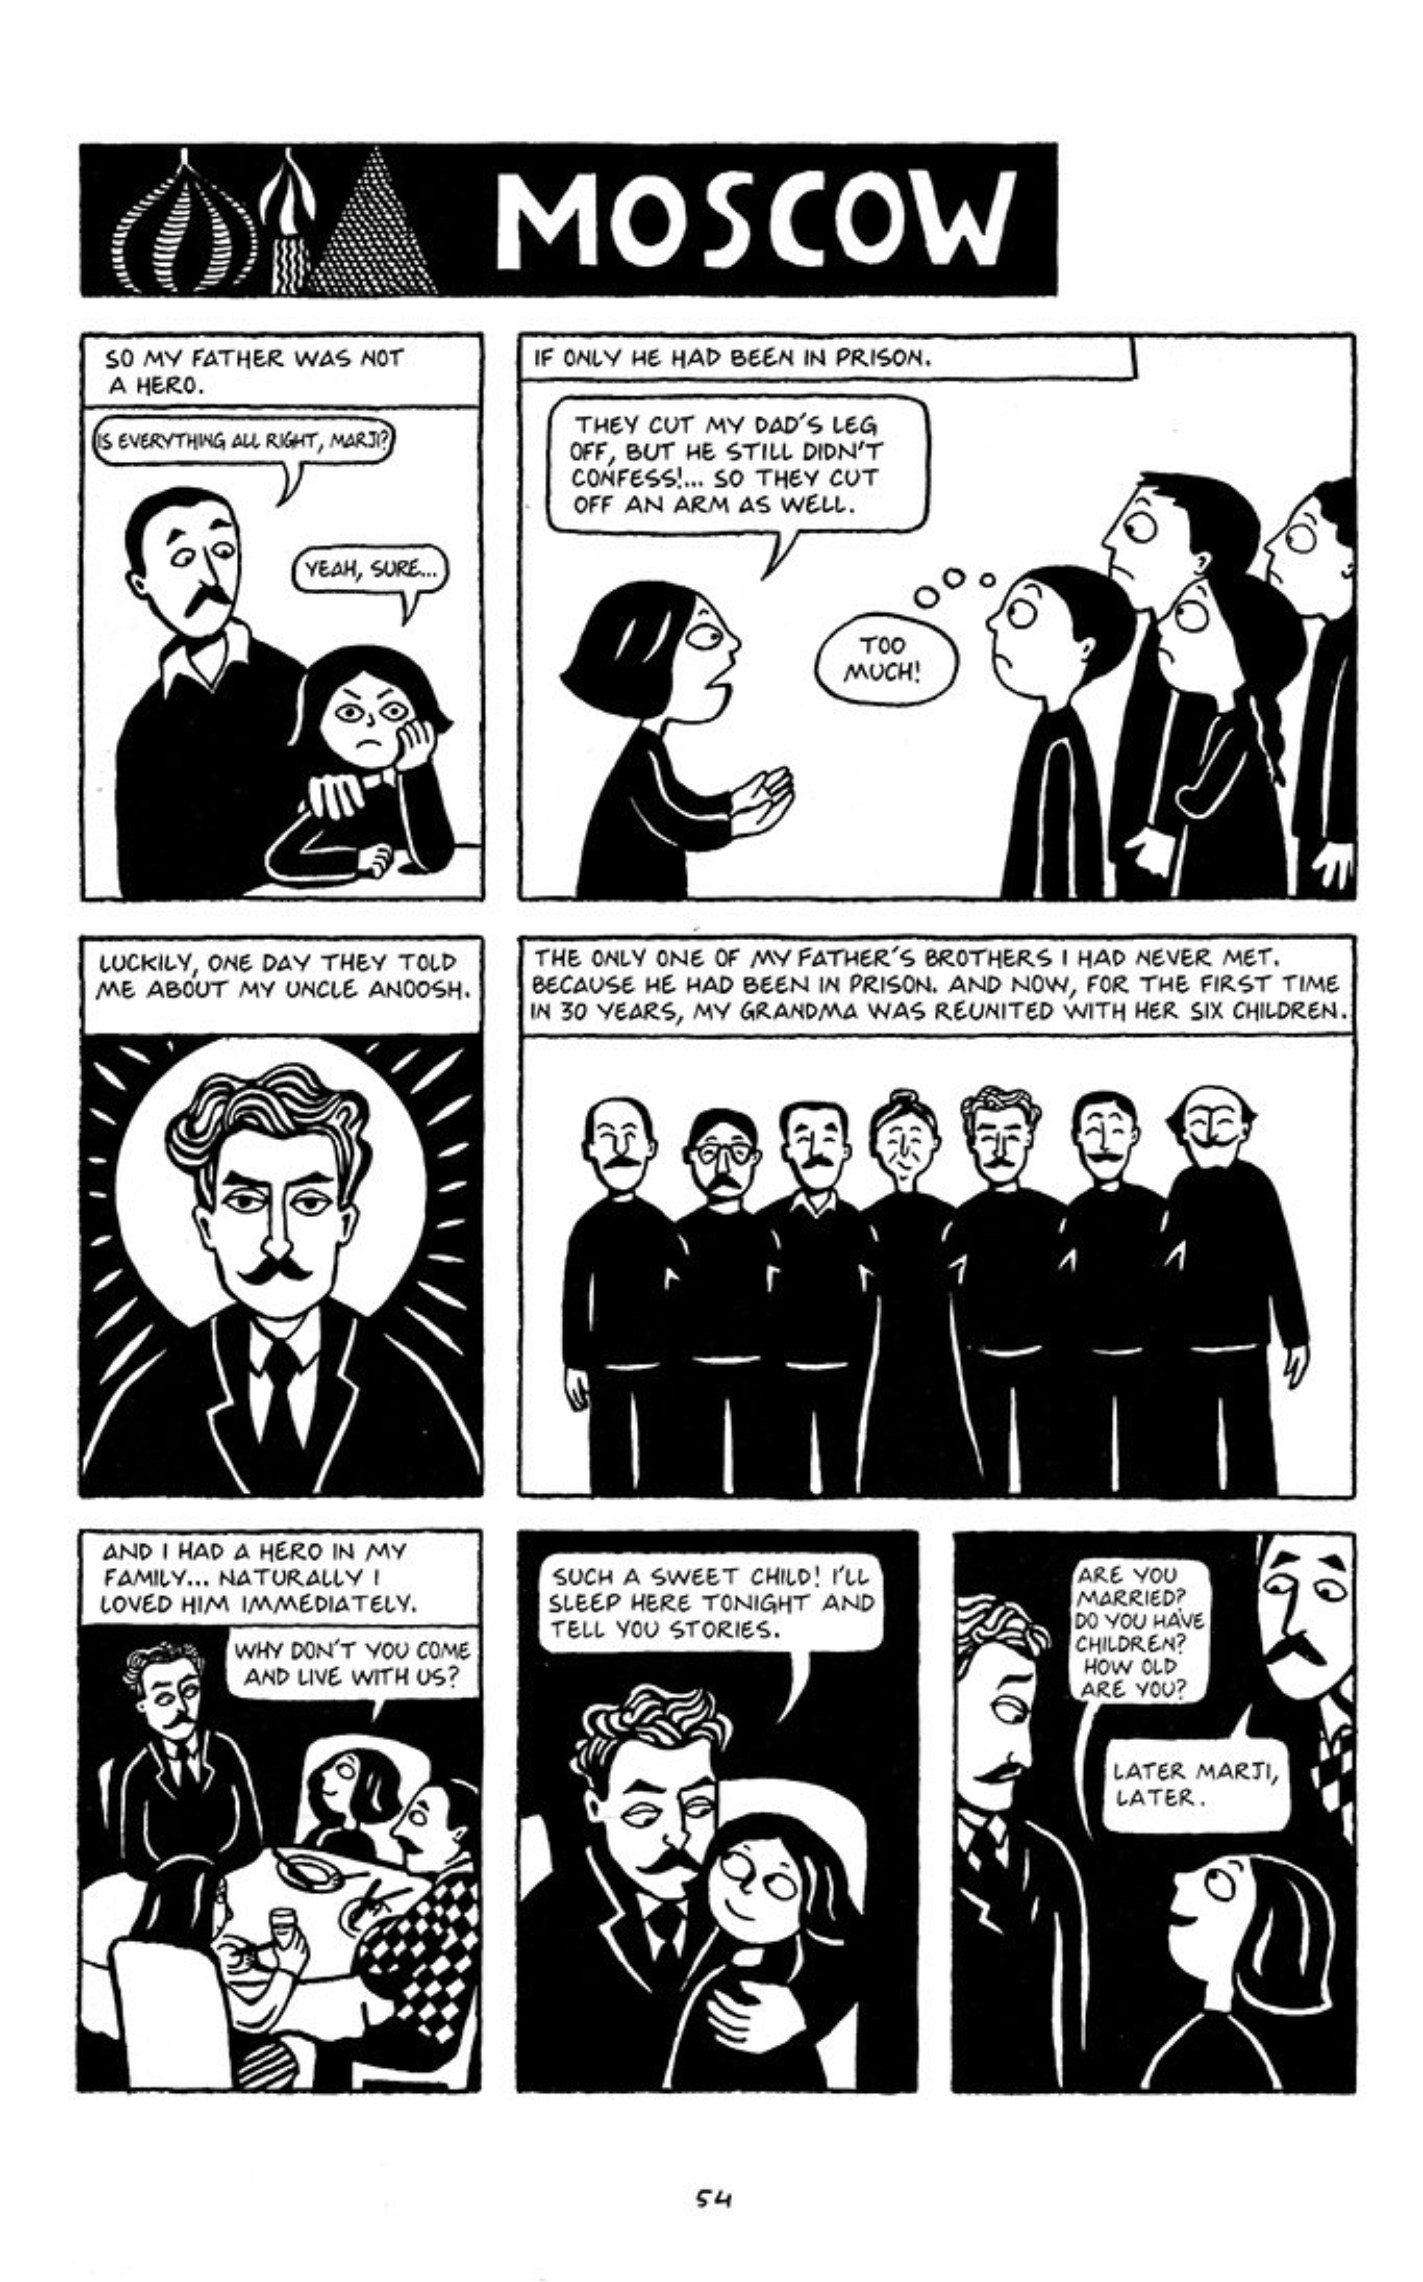 MOSCOW
SO MY FATHER WAS NOT
A HERO.
IS EVERYTHING ALL RIGHT, MARJI?
YEAH, SURE...
IF ONLY HE HAD BEEN IN PRISON.
THEY CUT MY DAD'S LEG
OFF, BUT HE STILL DIDN'T
CONFESS!... SO THEY CUT
OFF AN ARM AS WELL.
TOO
MUCH!
LUCKILY, ONE DAY THEY TOLD
ME ABOUT MY UNCLE ANOOSH.
THE ONLY ONE OF MY FATHER'S BROTHERS I HAD NEVER MET.
BECAUSE HE HAD BEEN IN PRISON. AND NOW, FOR THE FIRST TIME
IN 30 YEARS, MY GRANDMA WAS REUNITED WITH HER SIX CHILDREN.
AND I HAD A HERO IN MY
FAMILY... NATURALLY I
LOVED HIM IMMEDIATELY.
WHY DON'T YOU COME
AND LIVE WITH US?
SUCH A SWEET CHILD! I'LL
SLEEP HERE TONIGHT AND
TELL YOU STORIES.
ARE YOU
MARRIED?
DO YOU HAVE
CHILDREN?
HOW OLD
ARE YOU?
LATER MARJI,
LATER.
54